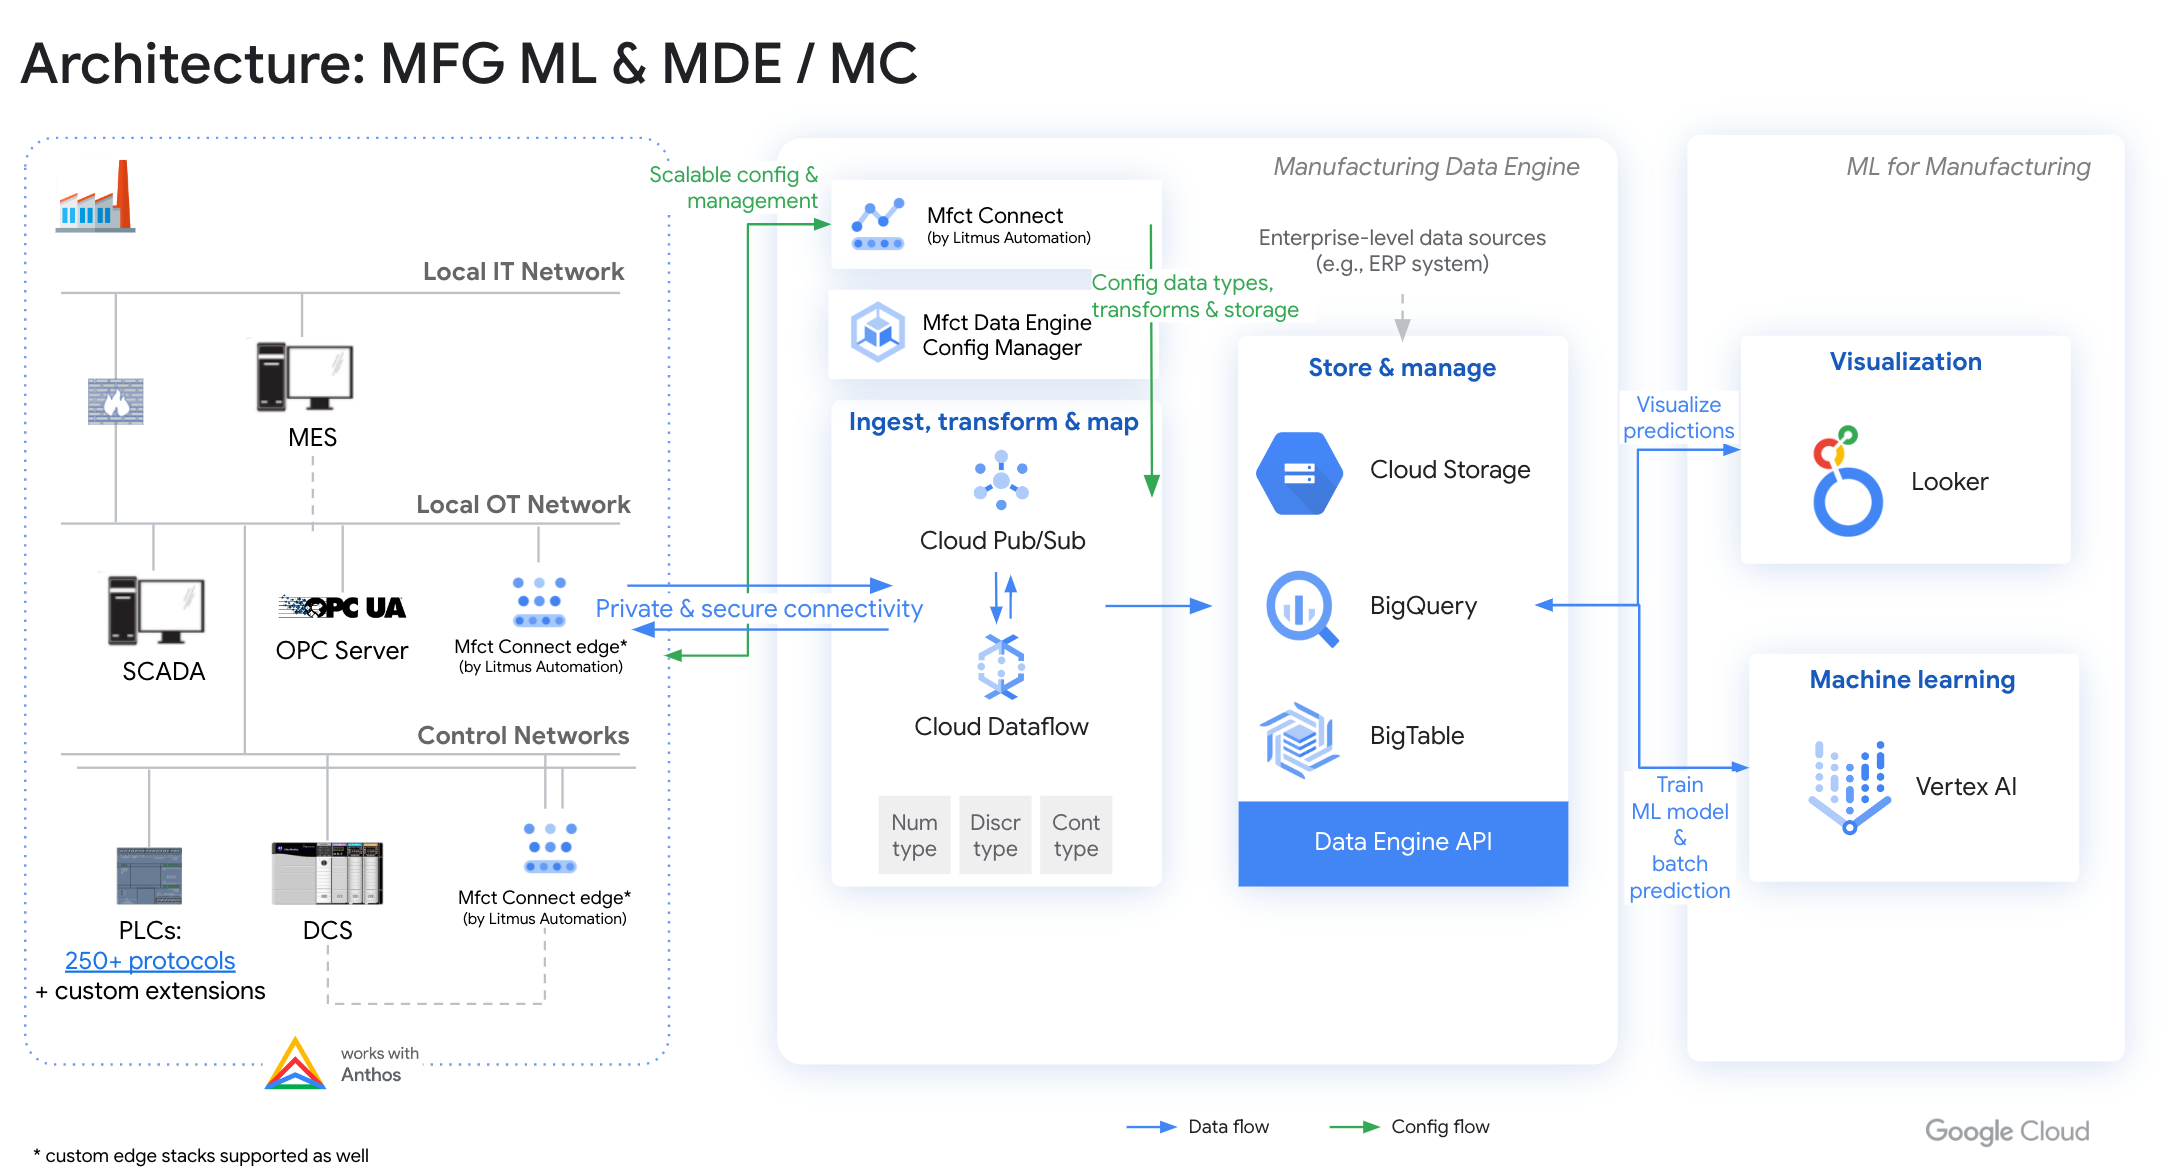 Architecture: MFG ML & MDE / MC
Local IT Network
MES
Local OT Network
SCADA
OPC UA
OPC Server
Mfct Connect edge*
(by Litmus Automation)
Control Networks
PLCs:
250+ protocols
+ custom extensions
DCS
Mfct Connect edge*
(by Litmus Automation)
works with
Anthos
* custom edge stacks supported as well
Scalable config &
management
Private & secure connectivity
Manufacturing Data Engine
Mfct Connect
(by Litmus Automation)
Mfct Data Engine
Config Manager
Config data types,
transforms & storage
Ingest, transform & map
Cloud Pub/Sub
Cloud Dataflow
Num
type
Discr
type
Cont
type
Enterprise-level data sources
(e.g., ERP system)
Store & manage
Cloud Storage
BigQuery
BigTable
Data Engine API
Visualize
predictions
Train
ML model
&
batch
prediction
ML for Manufacturing
Visualization
Looker
Machine learning
Vertex AI
Data flow
Config flow
Google Cloud